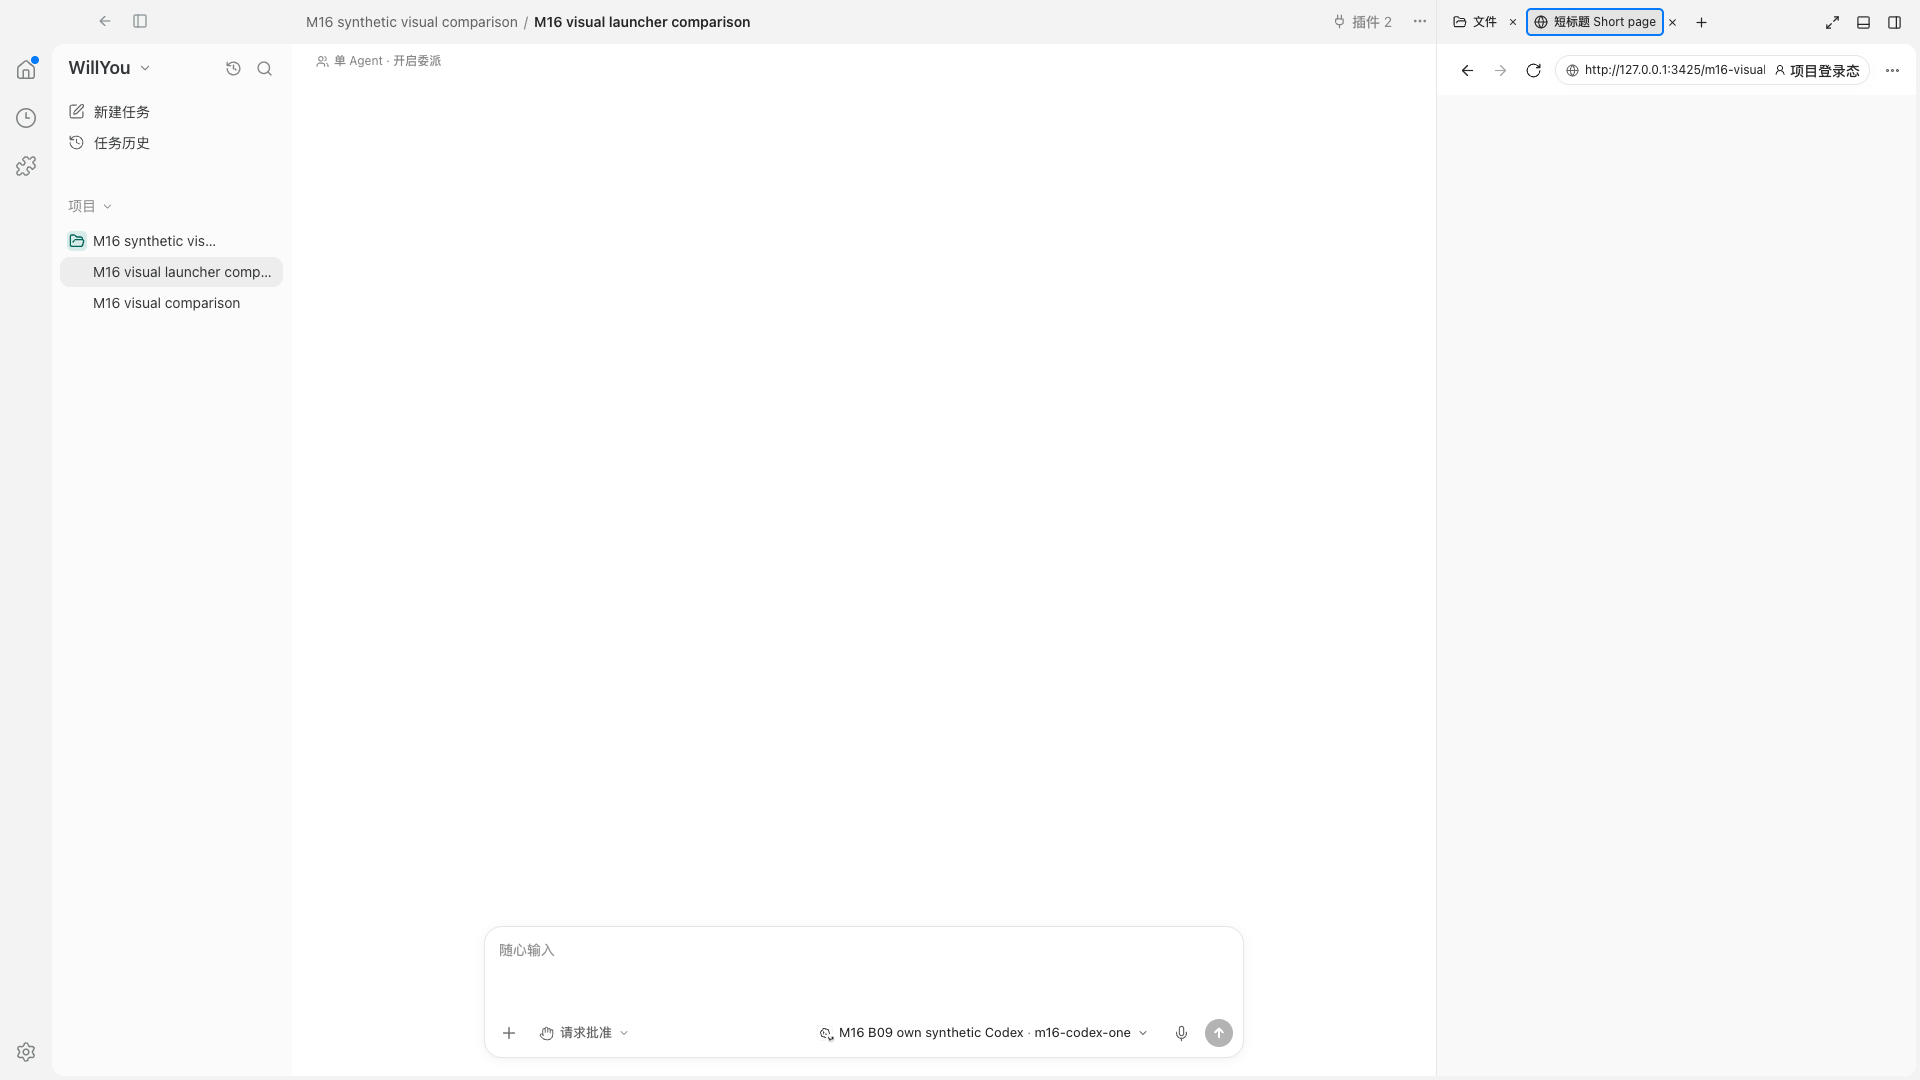 M16 synthetic visual comparison / M16 visual launcher comparison
插件 2
文件
短标题 Short page
WillYou
单 Agent · 开启委派
http://127.0.0.1:3425/m16-visual
项目登录态
新建任务
任务历史
项目
M16 synthetic vis...
M16 visual launcher comp...
M16 visual comparison
随心输入
请求批准
M16 B09 own synthetic Codex · m16-codex-one